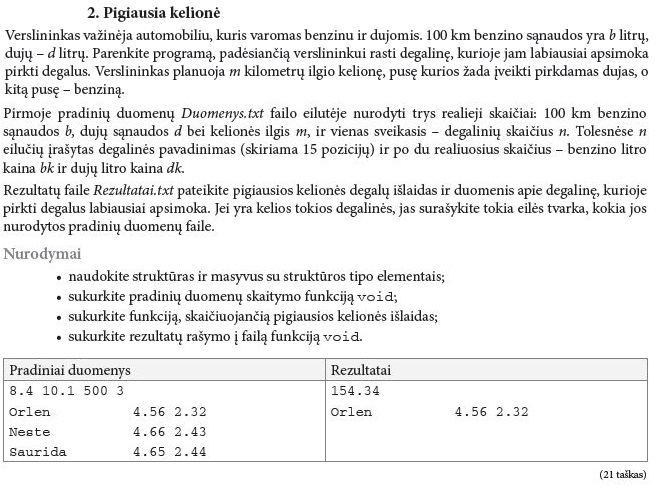 2. Pigiausia kelionė
Verslininkas važinėja automobiliu, kuris varomas benzinu ir dujomis. 100 km benzino sąnaudos yra b litrų,
dujų – d litrų. Parenkite programą, padėsiančią verslininkui rasti degalinę, kurioje jam labiausiai apsimoka
pirkti degalus. Verslininkas planuoja m kilometrų ilgio kelionę, pusę kurios žada įveikti pirkdamas dujas, o
kitą pusę – benziną.
Pirmoje pradinių duomenų Duomenys.txt failo eilutėje nurodyti trys realieji skaičiai: 100 km benzino
sąnaudos b, dujų sąnaudos d bei kelionės ilgis m, ir vienas sveikasis – degalinių skaičius n. Tolesnėse n
eilučių įrašytas degalinės pavadinimas (skiriama 15 pozicijų) ir po du realiuosius skaičius – benzino litro
kaina bk ir dujų litro kaina dk.
Rezultatų faile Rezultatai.txt pateikite pigiausios kelionės degalų išlaidas ir duomenis apie degalinę, kurioje
pirkti degalus labiausiai apsimoka. Jei yra kelios tokios degalinės, jas surašykite tokia eilės tvarka, kokia jos
nurodytos pradinių duomenų faile.
Nurodymai
• naudokite struktūras ir masyvus su struktūros tipo elementais;
• sukurkite pradinių duomenų skaitymo funkciją void;
• sukurkite funkciją, skaičiuojančią pigiausios kelionės išlaidas;
• sukurkite rezultatų rašymo į failą funkciją void.
Pradiniai duomenys Rezultatai
8.4 10.1 500 3 154.34
Orlen 4.56 2.32 Orlen 4.56 2.32
Neste 4.66 2.43
Saurida 4.65 2.44
(21 taškas)